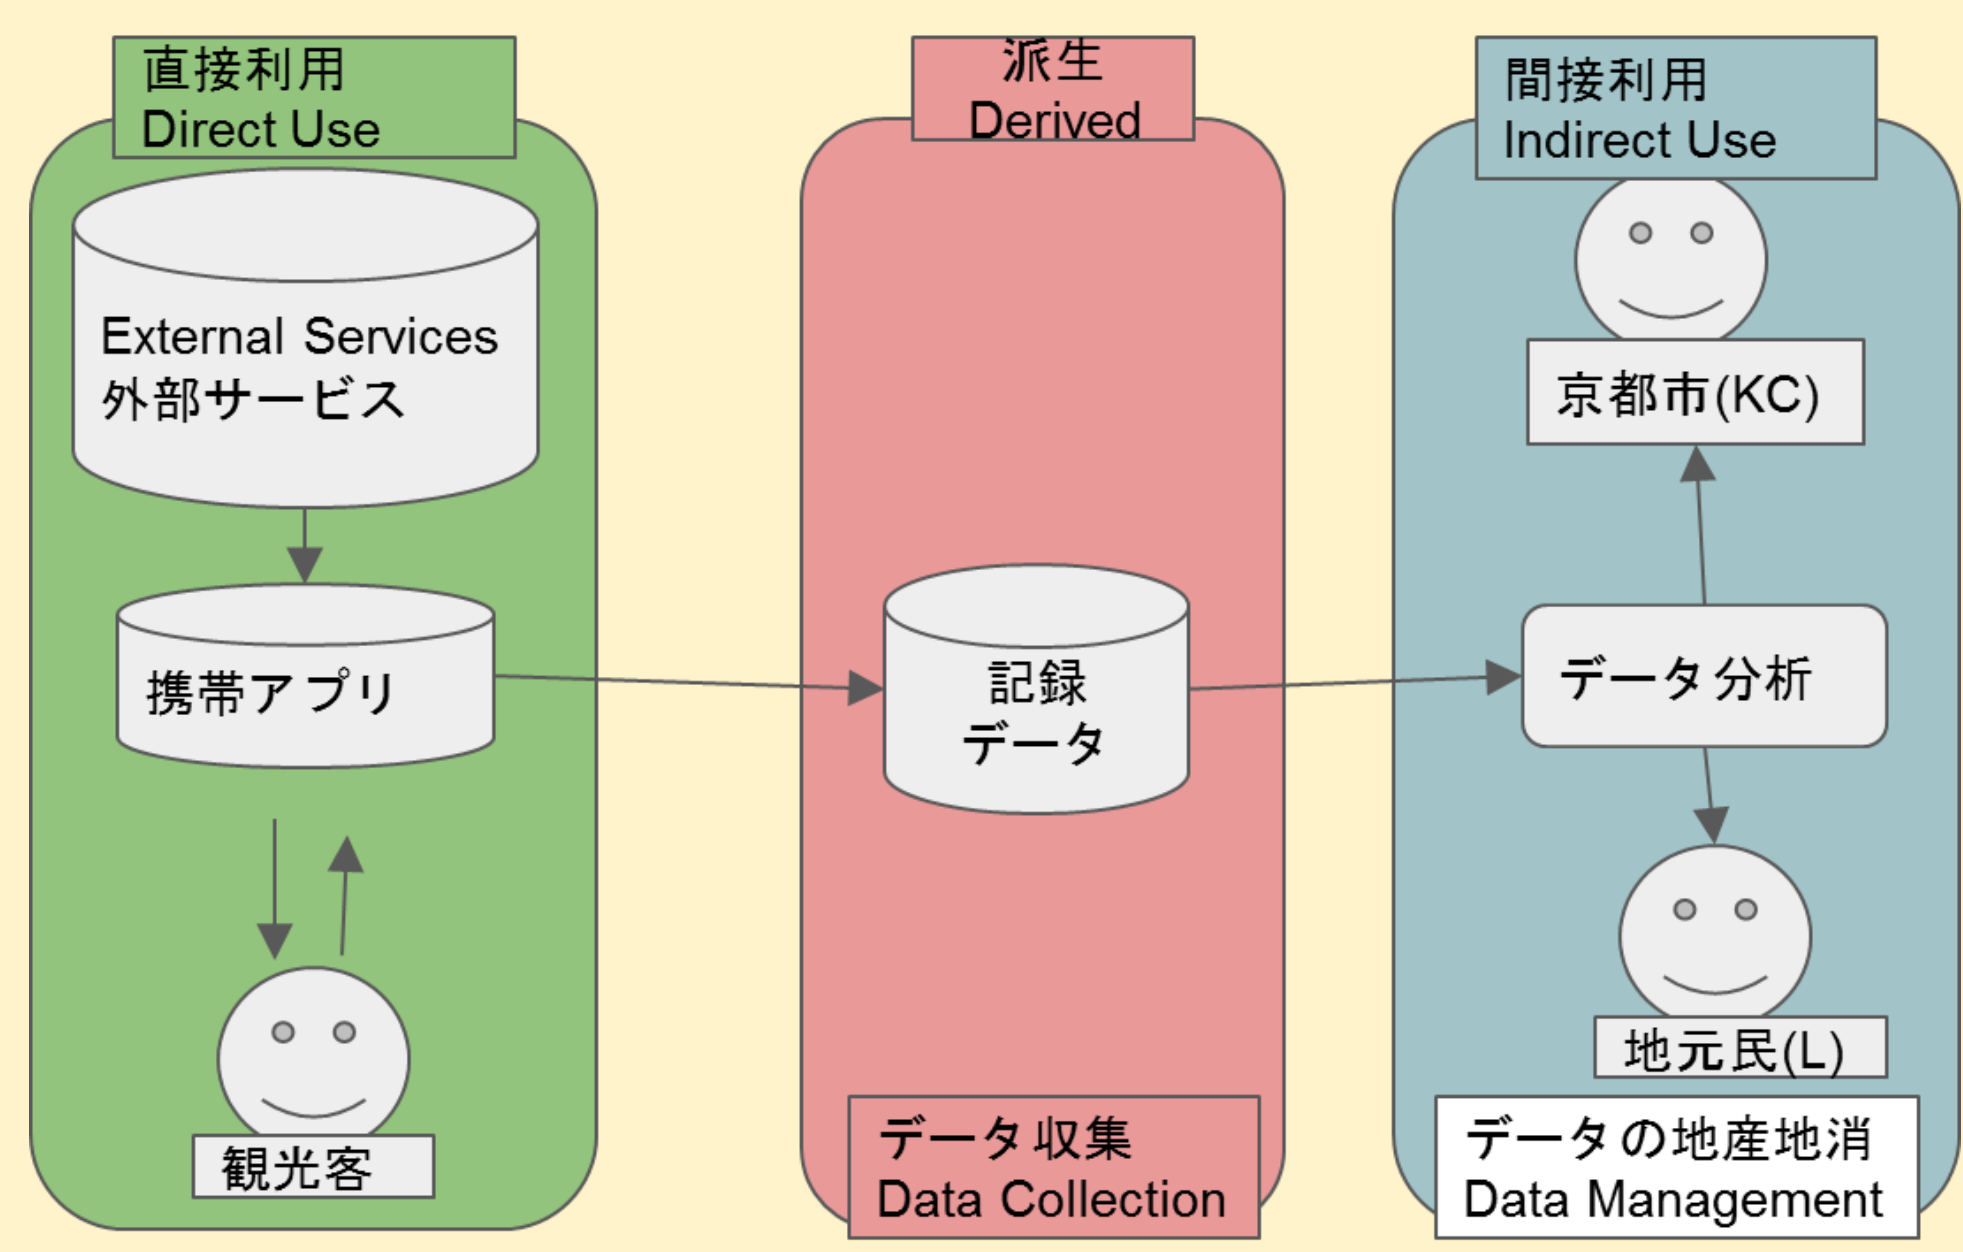 直接利用
Direct Use
External Services
外部サービス
携帯アプリ
観光客
派生
Derived
記録
データ
データ収集
Data Collection
間接利用
Indirect Use
京都市(KC)
データ分析
地元民(L)
データの地産地消
Data Management